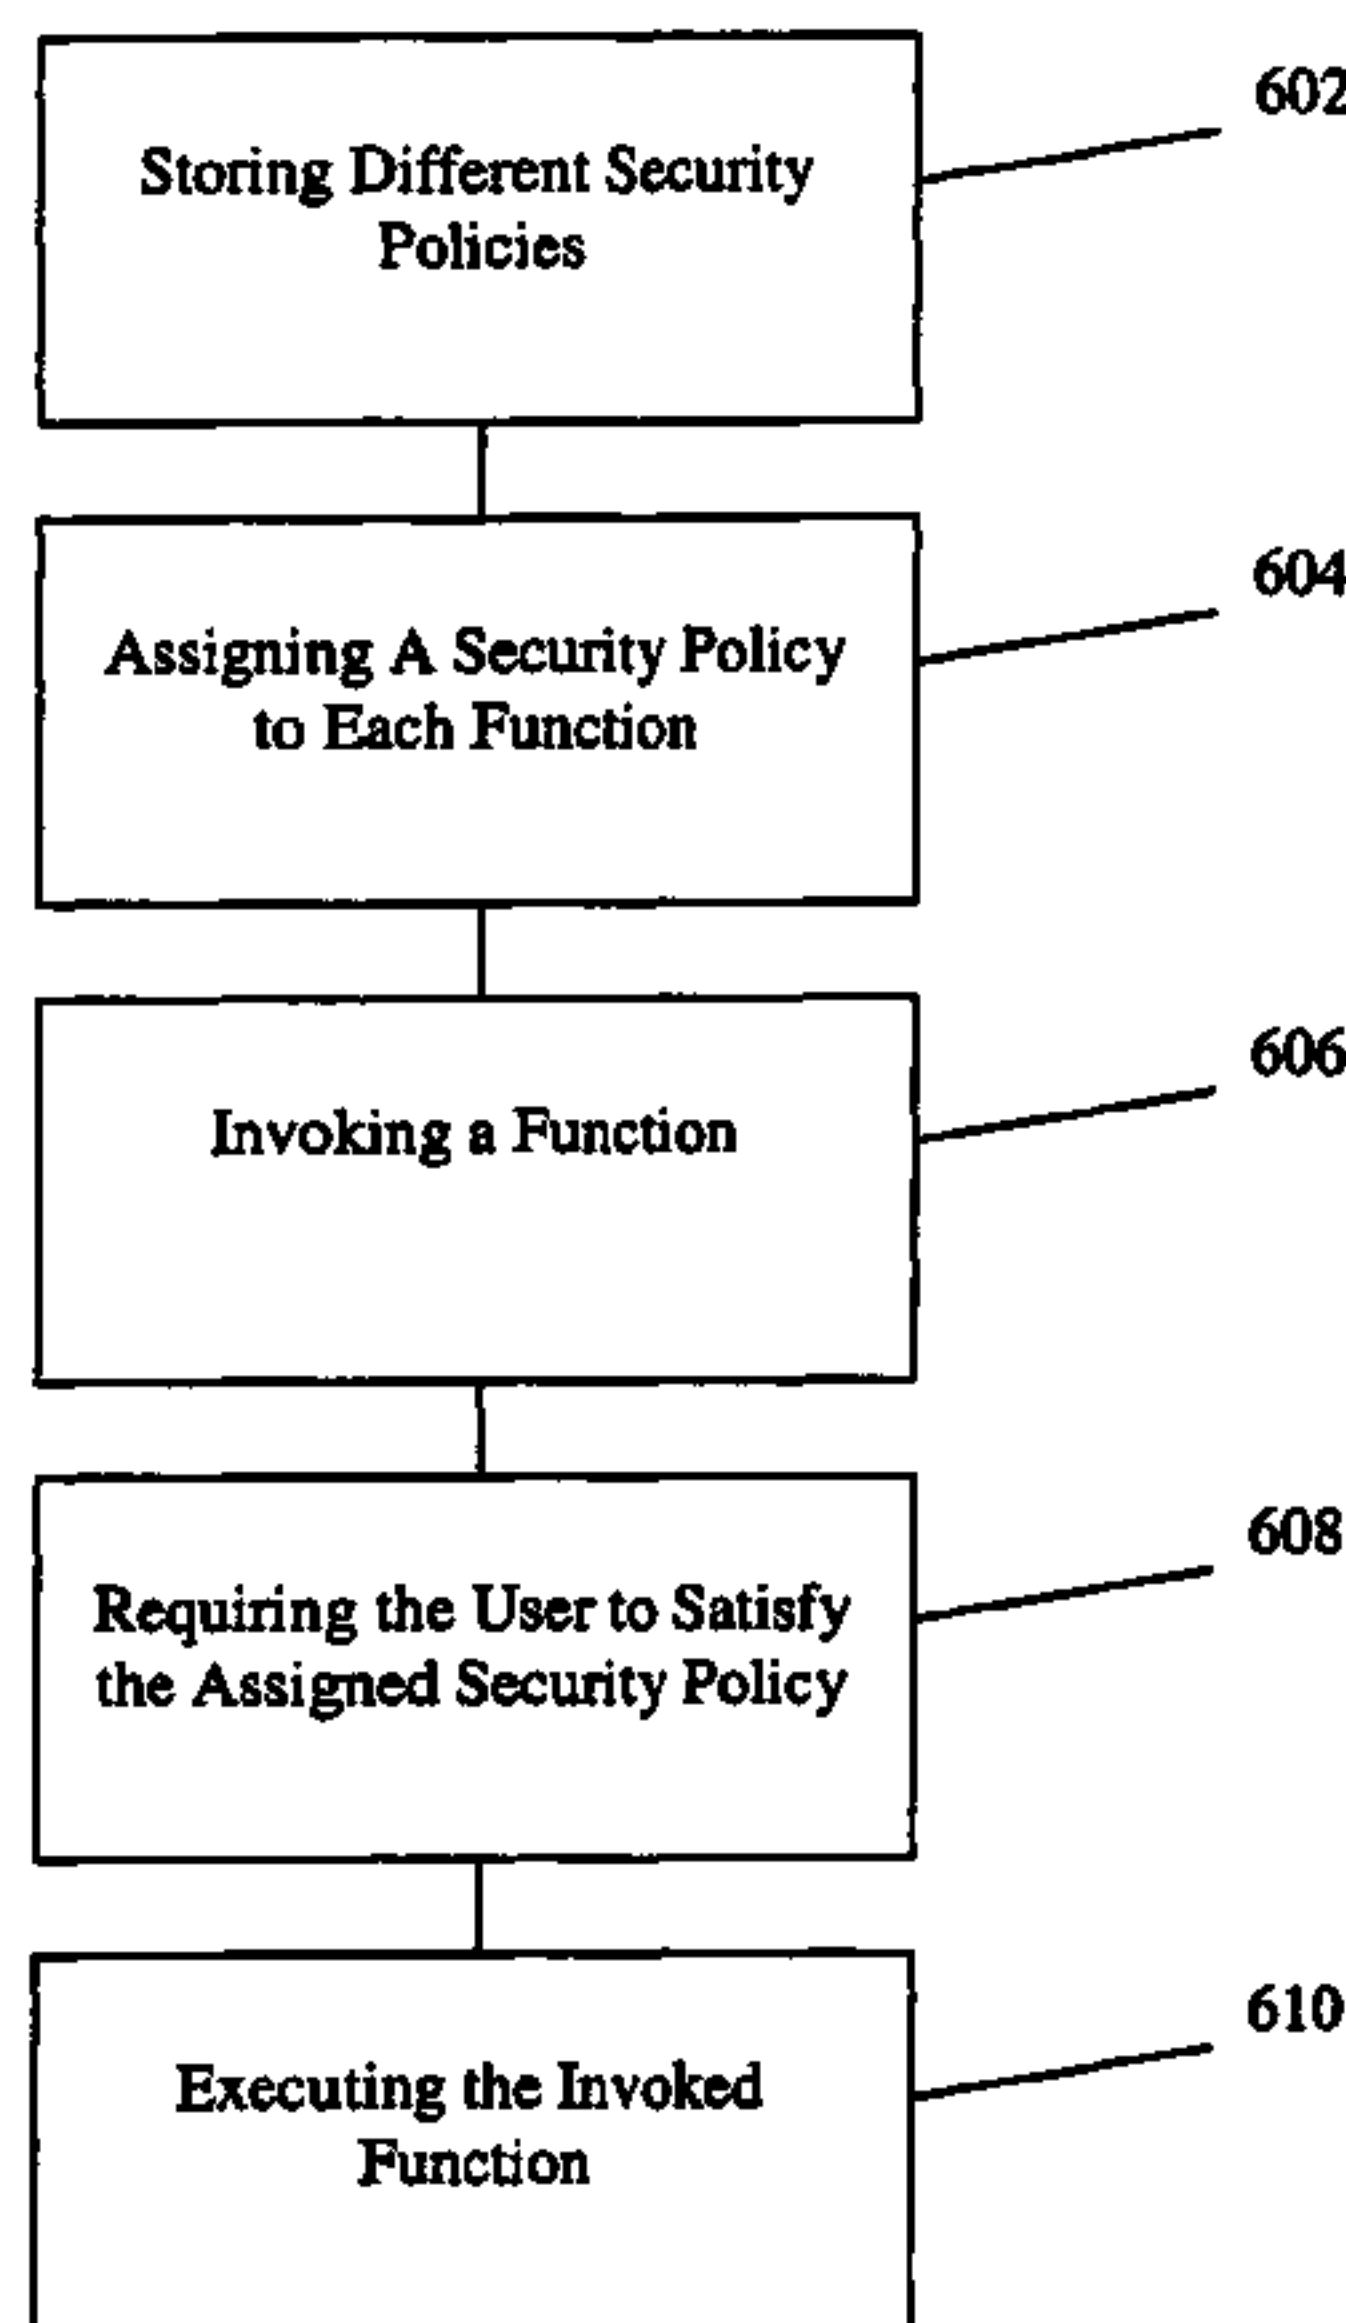 602
Storing Different Security
Policies
604
Assigning A Security Policy
to Each Function
606
Invoking a Function
608
Requiring the User to Satisfy
the Assigned Security Policy
610
Executing the Invoked
Function